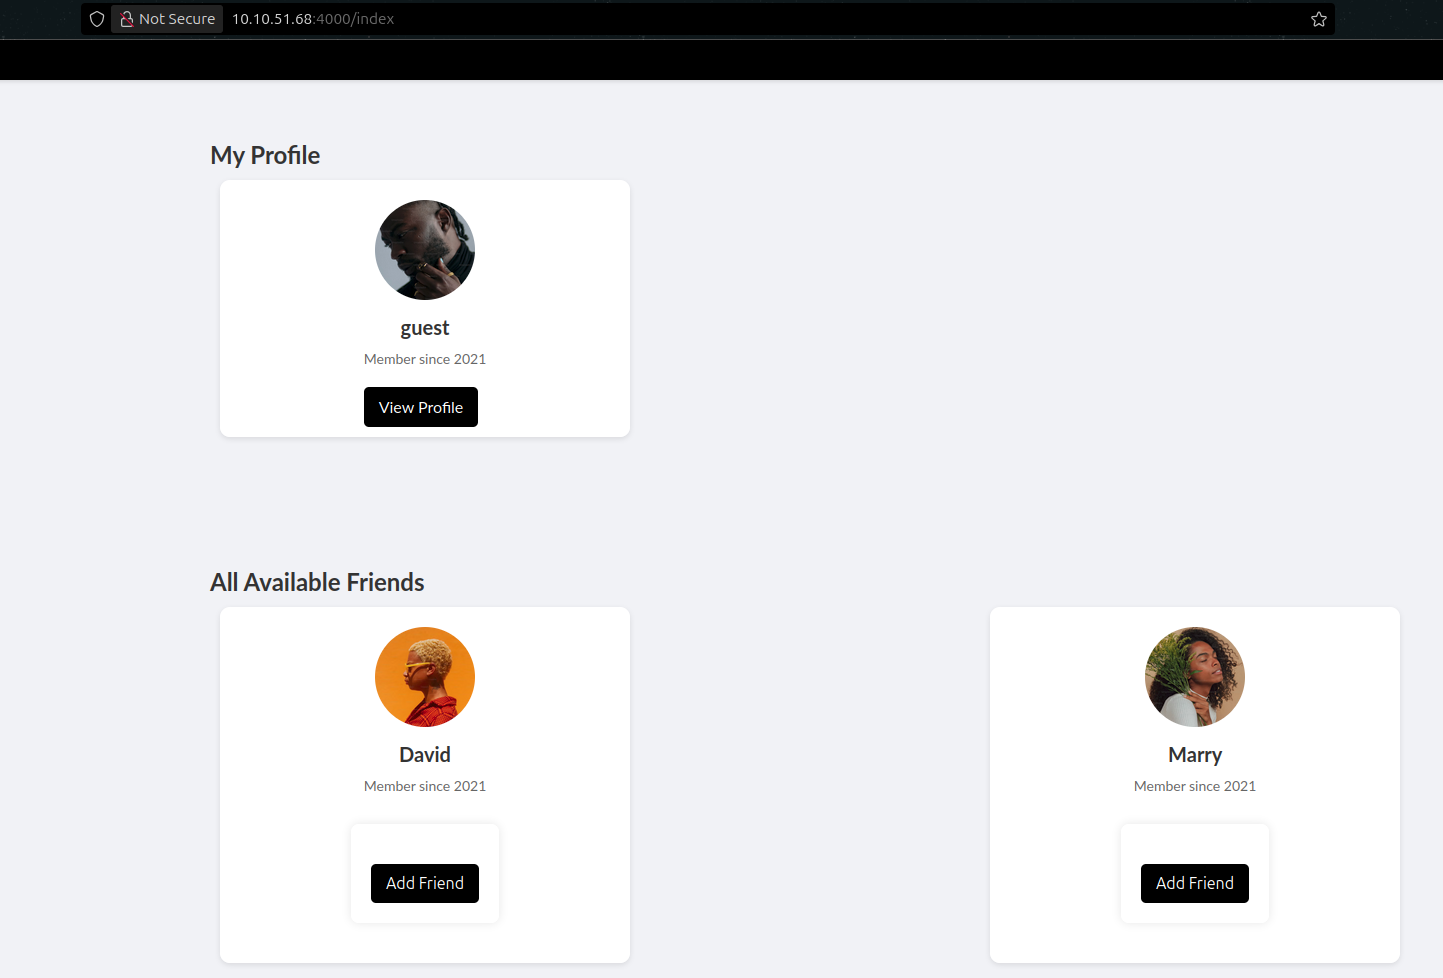 Not Secure 10.10.51.68:4000/index
My Profile
guest
Member since 2021
View Profile
All Available Friends
David
Member since 2021
Add Friend
Marry
Member since 2021
Add Friend